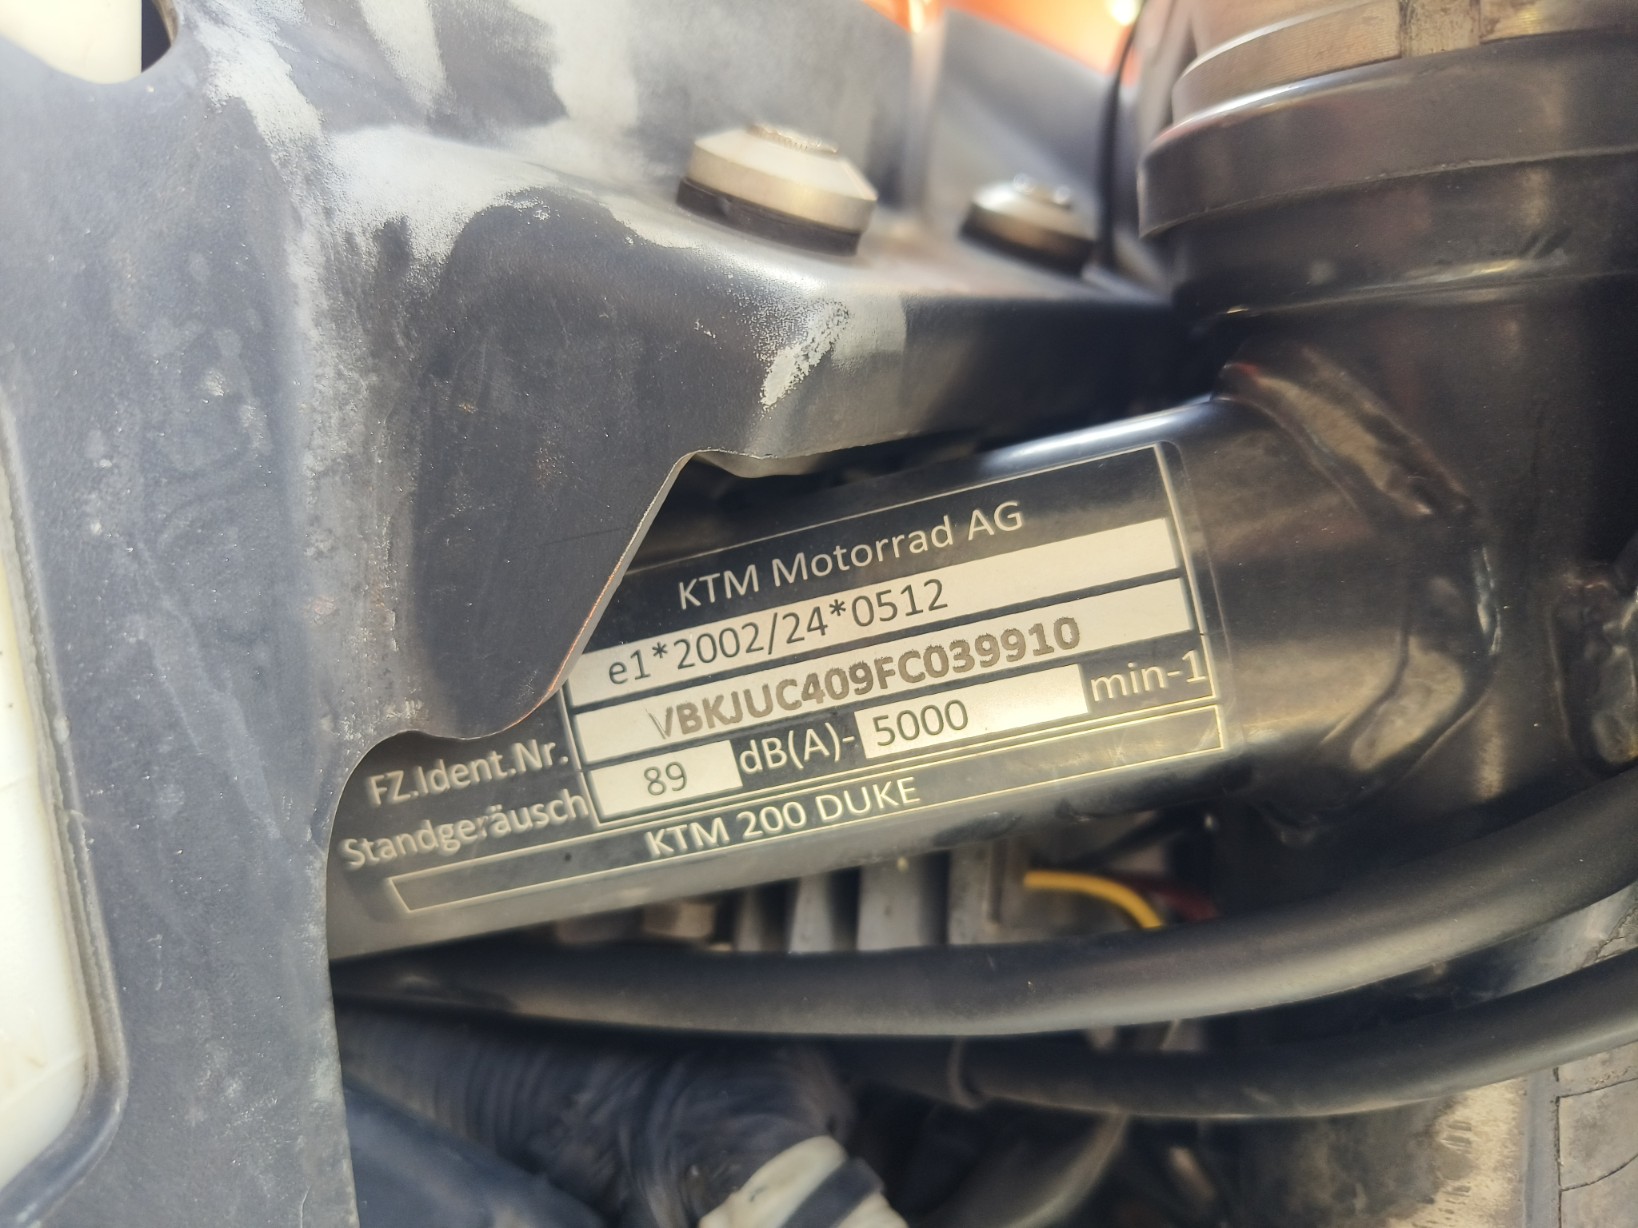 KTM Motorrad AG
e1*2002/24*0512
FZ.Ident.Nr. VBKJUC409FC039910
Standgeräusch 89 dB(A)- 5000 min-1
KTM 200 DUKE